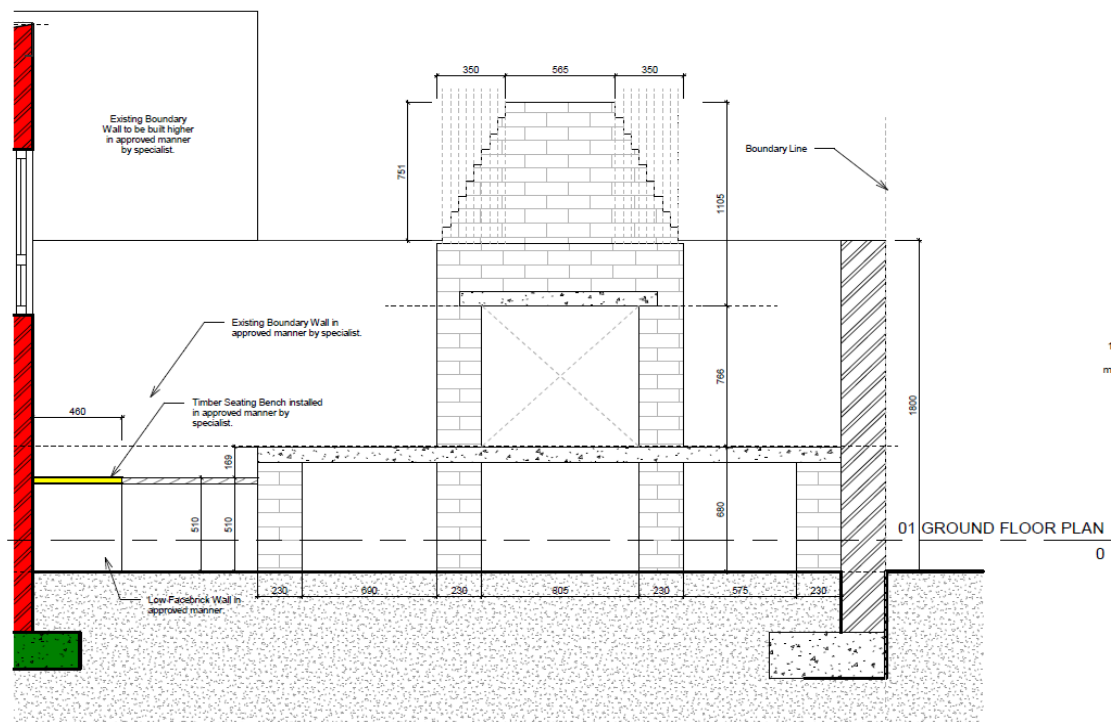 350
565
350
Existing Boundary
Wall to be built higher
in approved manner
by specialist.
Boundary Line
751
1105
Existing Boundary Wall in
approved manner by specialist.
1
m
766
1800
460
Timber Seating Bench installed
in approved manner by
specialist.
169
510
510
680
01 GROUND FLOOR PLAN
0
Low Facebrick Wall in
approved manner.
230
690
230
805
230
575
230